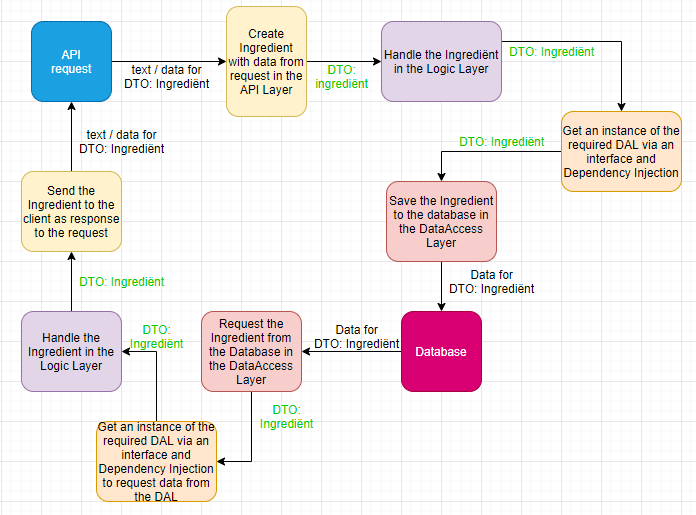 API
request
text / data for
DTO: Ingrediënt
Create
Ingredient
with data from
request in the
API Layer
DTO:
ingrediënt
Handle the Ingrediënt
in the Logic Layer
DTO: Ingrediënt
Get an instance of the
required DAL via an
interface and
Dependency Injection
DTO: Ingrediënt
Save the Ingredient
to the database in
the DataAccess
Layer
Data for
DTO: Ingrediënt
Database
Data for
DTO: Ingrediënt
Request the
Ingredient from
the Database in
the DataAccess
Layer
DTO:
Ingrediënt
Get an instance of the
required DAL via an
interface and
Dependency Injection
to request data from
the DAL
DTO:
Ingrediënt
Handle the
Ingredient in the
Logic Layer
DTO: Ingrediënt
Send the
Ingredient to the
client as response
to the request
text / data for
DTO: Ingrediënt